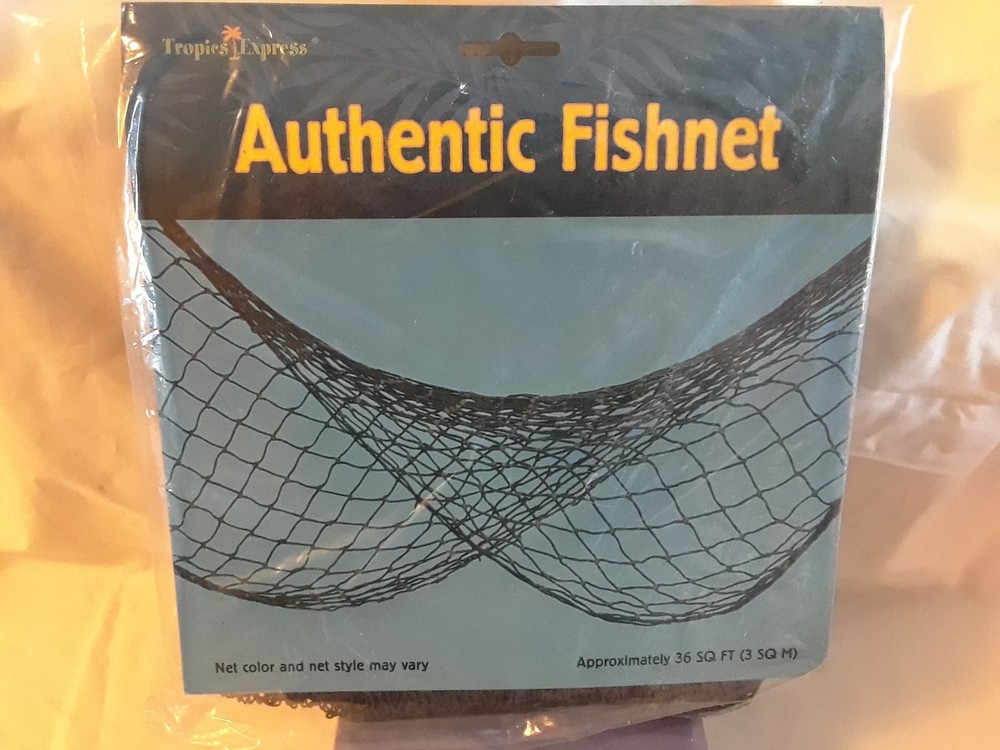 Tropics Express®
Authentic Fishnet
Net color and net style may vary
Approximately 36 SQ FT (3 SQ M)